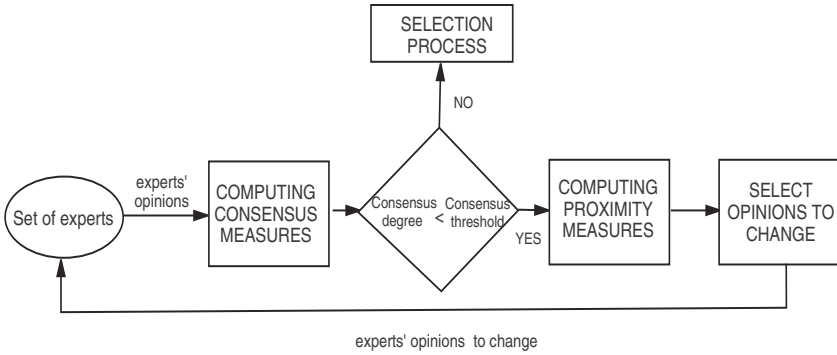 SELECTION
PROCESS
NO
experts'
opinions
Set of experts
COMPUTING
CONSENSUS
MEASURES
Consensus
degree
<
Consensus
threshold
YES
COMPUTING
PROXIMITY
MEASURES
SELECT
OPINIONS TO
CHANGE
experts' opinions to change